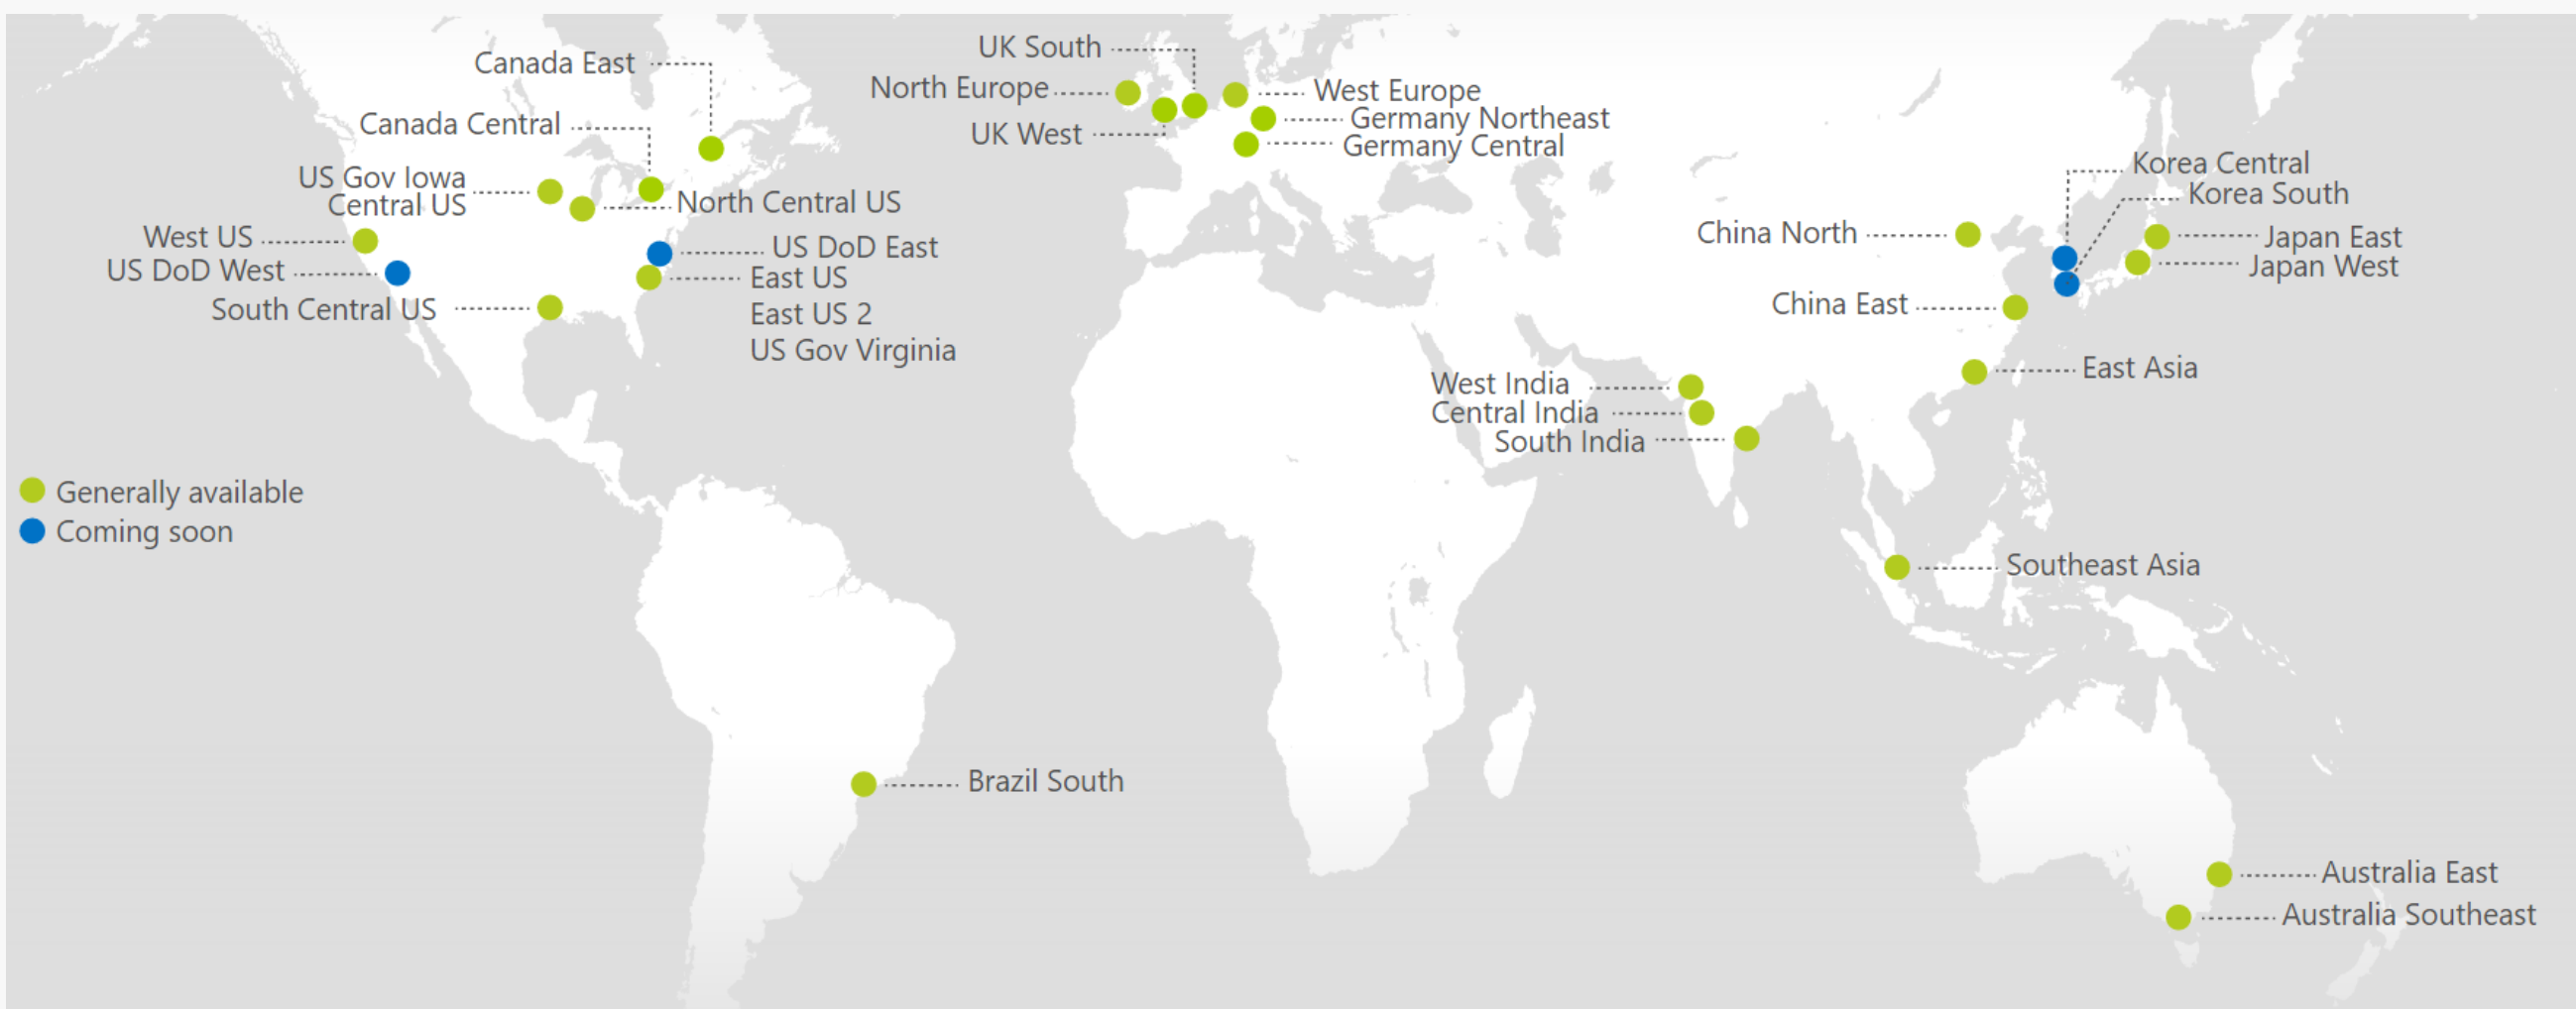 UK South
Canada East
North Europe
West Europe
Canada Central
UK West
Germany Northeast
Germany Central
US Gov Iowa
Central US
North Central US
Korea Central
Korea South
West US
US DoD East
China North
Japan East
US DoD West
East US
Japan West
South Central US
East US 2
China East
US Gov Virginia
East Asia
West India
Central India
South India
Generally available
Coming soon
Southeast Asia
Brazil South
Australia East
Australia Southeast